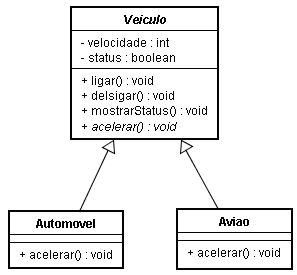 Veiculo
- velocidade : int
- status : boolean
+ ligar() : void
+ delsigar() : void
+ mostrarStatus() : void
+ acelerar() : void
Automovel
+ acelerar() : void
Aviao
+ acelerar() : void